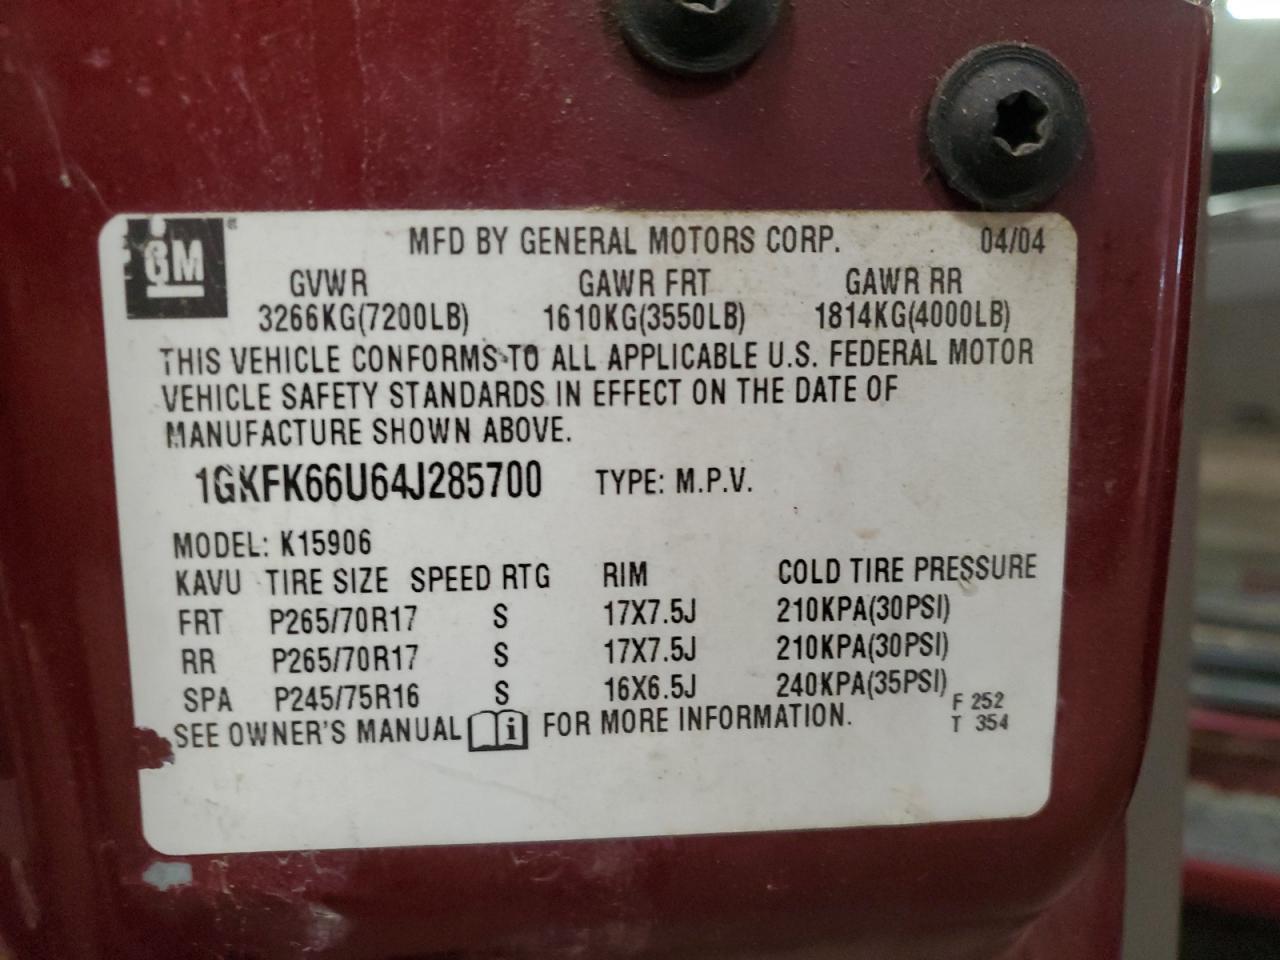 GM®
MFD BY GENERAL MOTORS CORP. 04/04
GVWR GAWR FRT GAWR RR
3266KG(7200LB) 1610KG(3550LB) 1814KG(4000LB)
THIS VEHICLE CONFORMS TO ALL APPLICABLE U.S. FEDERAL MOTOR
VEHICLE SAFETY STANDARDS IN EFFECT ON THE DATE OF
MANUFACTURE SHOWN ABOVE.
1GKFK66U64J285700 TYPE: M.P.V.
MODEL: K15906
KAVU TIRE SIZE SPEED RTG RIM COLD TIRE PRESSURE
FRT P265/70R17 S 17X7.5J 210KPA(30PSI)
RR P265/70R17 S 17X7.5J 210KPA(30PSI)
SPA P245/75R16 S 16X6.5J 240KPA(35PSI)
F 252
SEE OWNER'S MANUAL i FOR MORE INFORMATION. T 354